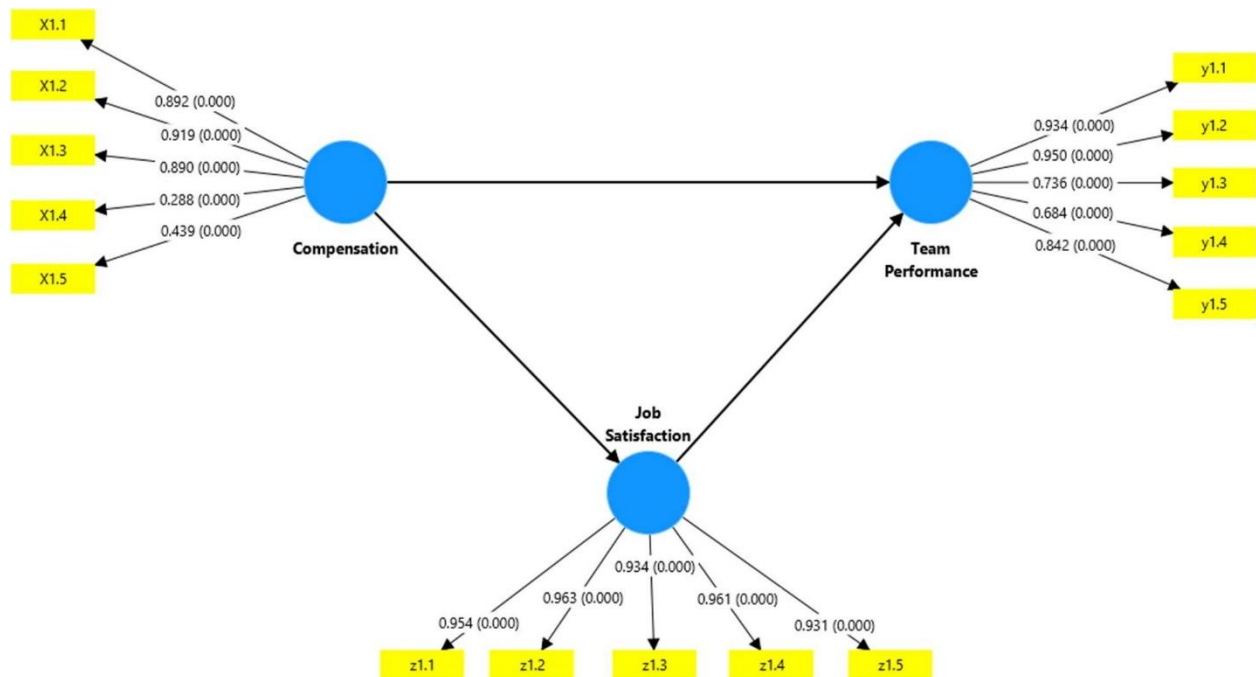 X1.1
X1.2
X1.3
X1.4
X1.5
0.892 (0.000)
0.919 (0.000)
0.890 (0.000)
0.288 (0.000)
0.439 (0.000)
Compensation
y1.1
y1.2
y1.3
y1.4
y1.5
0.934 (0.000)
0.950 (0.000)
0.736 (0.000)
0.684 (0.000)
0.842 (0.000)
Team
Performance
Job
Satisfaction
0.954 (0.000)
0.963 (0.000)
0.934 (0.000)
0.961 (0.000)
0.931 (0.000)
z1.1
z1.2
z1.3
z1.4
z1.5